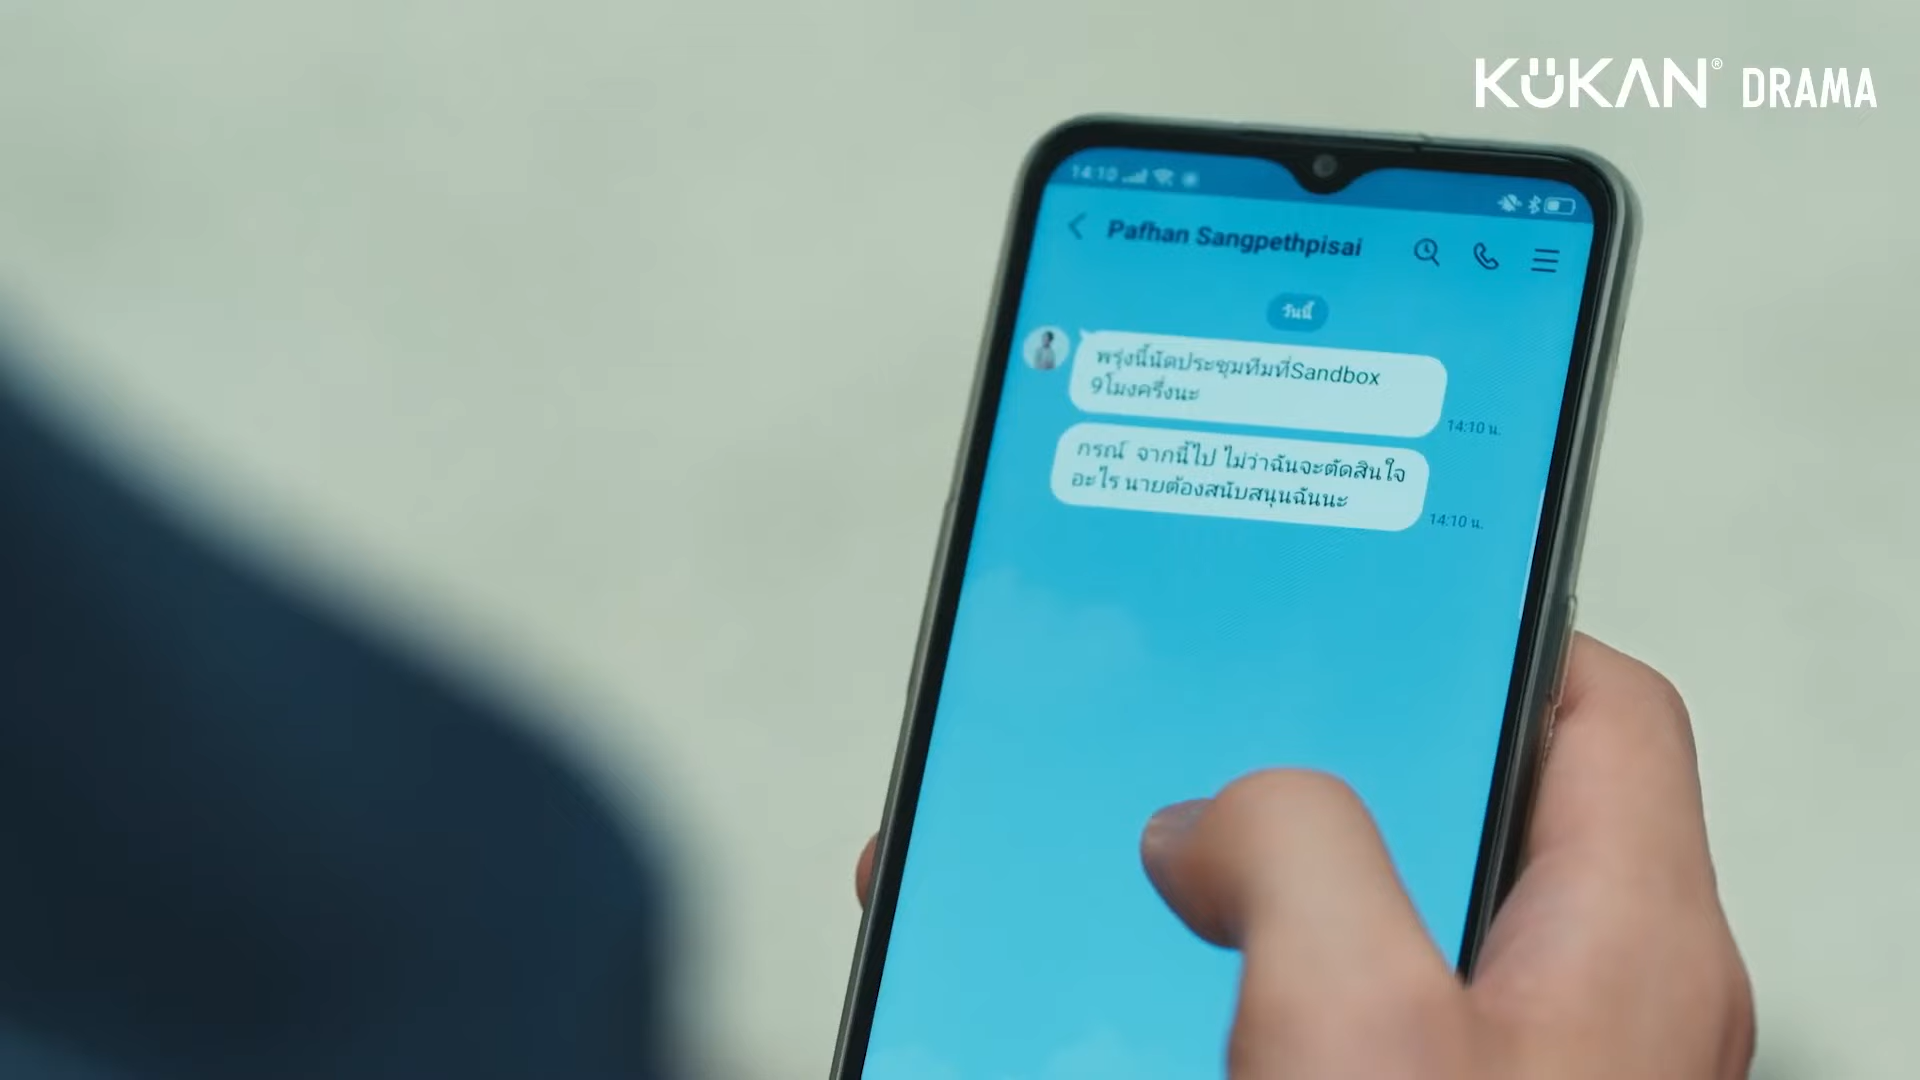 KÜKAN® DRAMA
14:10
Pafhan Sangpethpisai
วันนี้
พรุ่งนี้นัดประชุมทีมที่Sandbox
9โมงครึ่งนะ
14:10 น.
กรณ์ จากนี้ไป ไม่ว่าฉันจะตัดสินใจ
อะไร นายต้องสนับสนุนฉันนะ
14:10 น.